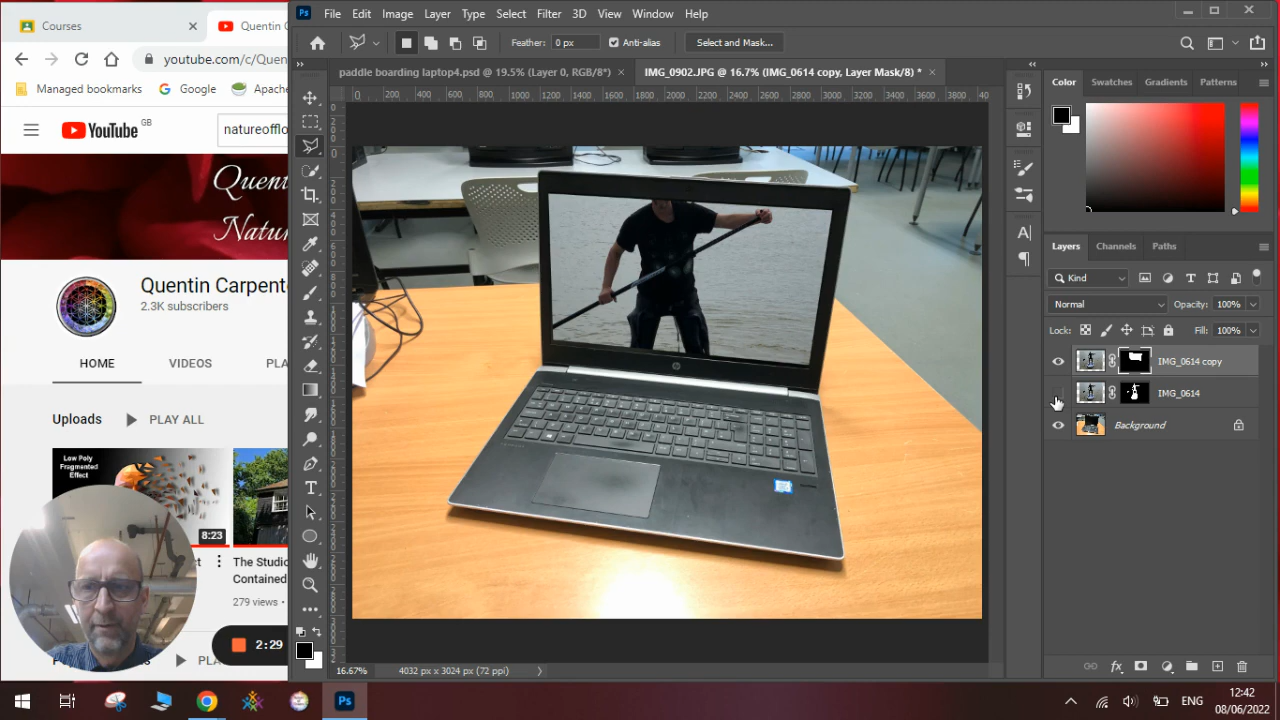 Courses
Quentin C
youtube.com/c/Quen
Managed bookmarks
Google
Apache
YouTube GB
natureofflo
Quen
Natur
Quentin Carpent
2.3K subscribers
HOME
VIDEOS
PLA
Uploads
PLAY ALL
Low Poly
Fragmented
Effect
8:23
The Studio
Contained
279 views
2:29
PLA
Ps
File
Edit
Image
Layer
Type
Select
Filter
3D
View
Window
Help
Feather: 0 px
Anti-alias
Select and Mask...
paddle boarding laptop4.psd @ 19.5% (Layer 0, RGB/8*)
IMG_0902.JPG @ 16.7% (IMG_0614 copy, Layer Mask/8) *
0 200 400 600 800 1000 1200 1400 1600 1800 2000 2200 2400 2600 2800 3000 3200 3400 3600 3800 40
hp
16.67%
4032 px x 3024 px (72 ppi)
Color
Swatches
Gradients
Patterns
Layers
Channels
Paths
Kind
Normal
Opacity: 100%
Lock:
Fill: 100%
IMG_0614 copy
IMG_0614
Background
fx
Ps
ENG
12:42
08/06/2022